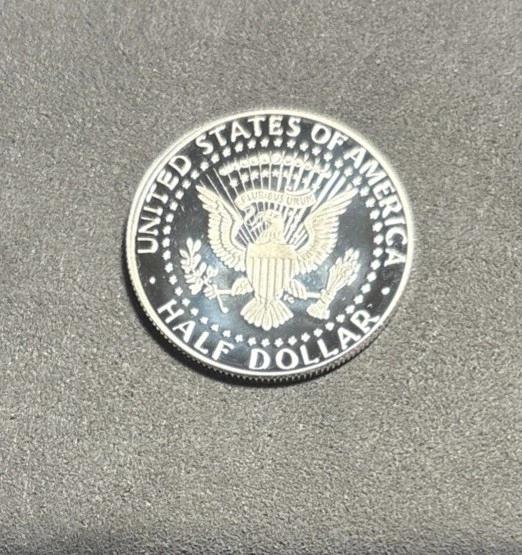 UNITED STATES OF AMERICA
PLURIBUS UNUM
HALF DOLLAR